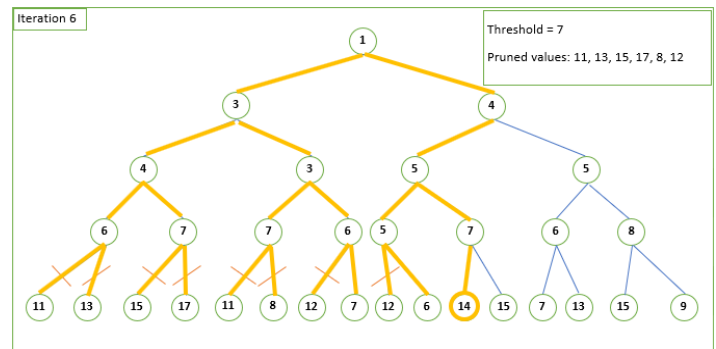 Iteration 6
Threshold = 7
Pruned values: 11, 13, 15, 17, 8, 12
1
3 4
4 3 5 5
6 7 7 6 5 7 6 8
11 13 15 17 11 8 12 7 12 6 14 15 7 13 15 9